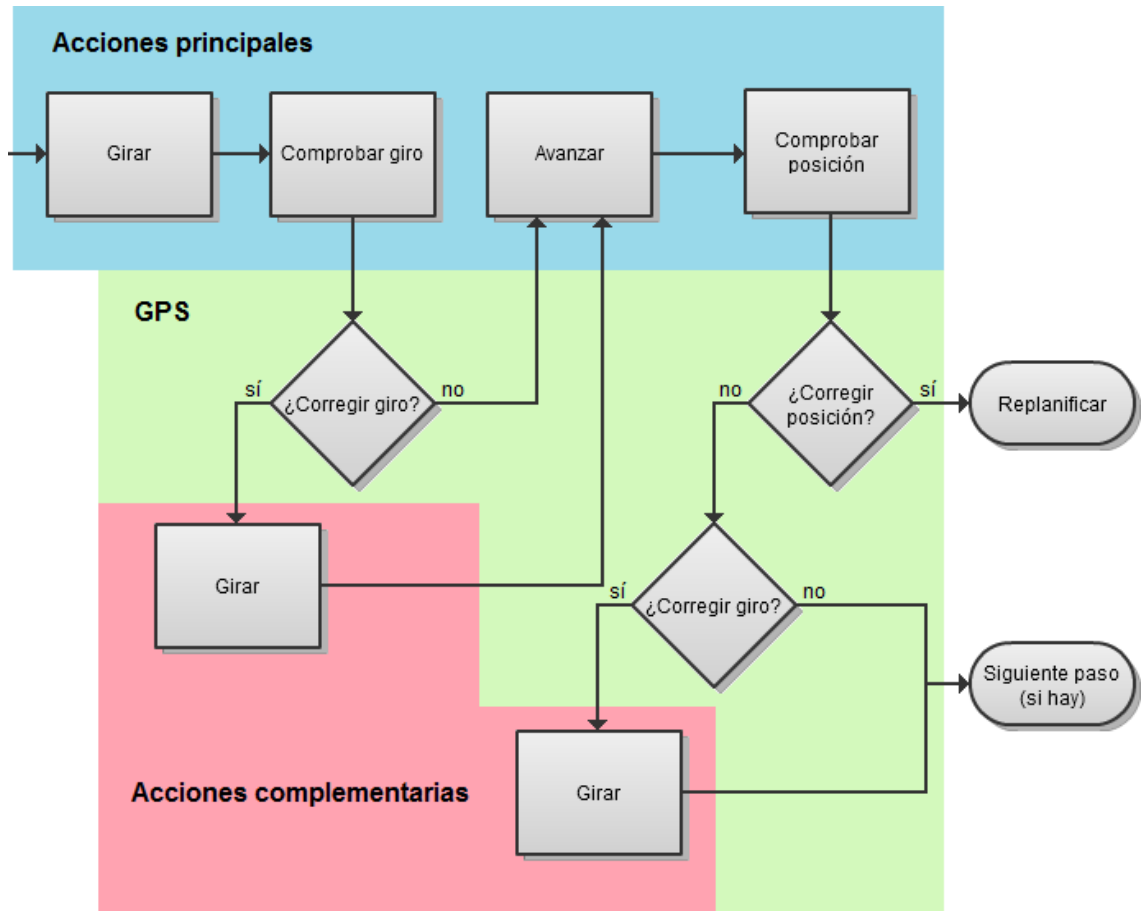 Acciones principales
Girar
Comprobar giro
Avanzar
Comprobar
posición
GPS
sí
¿Corregir giro?
no
no
¿Corregir
posición?
sí
Replanificar
Girar
sí
¿Corregir giro?
no
Siguiente paso
(si hay)
Acciones complementarias
Girar